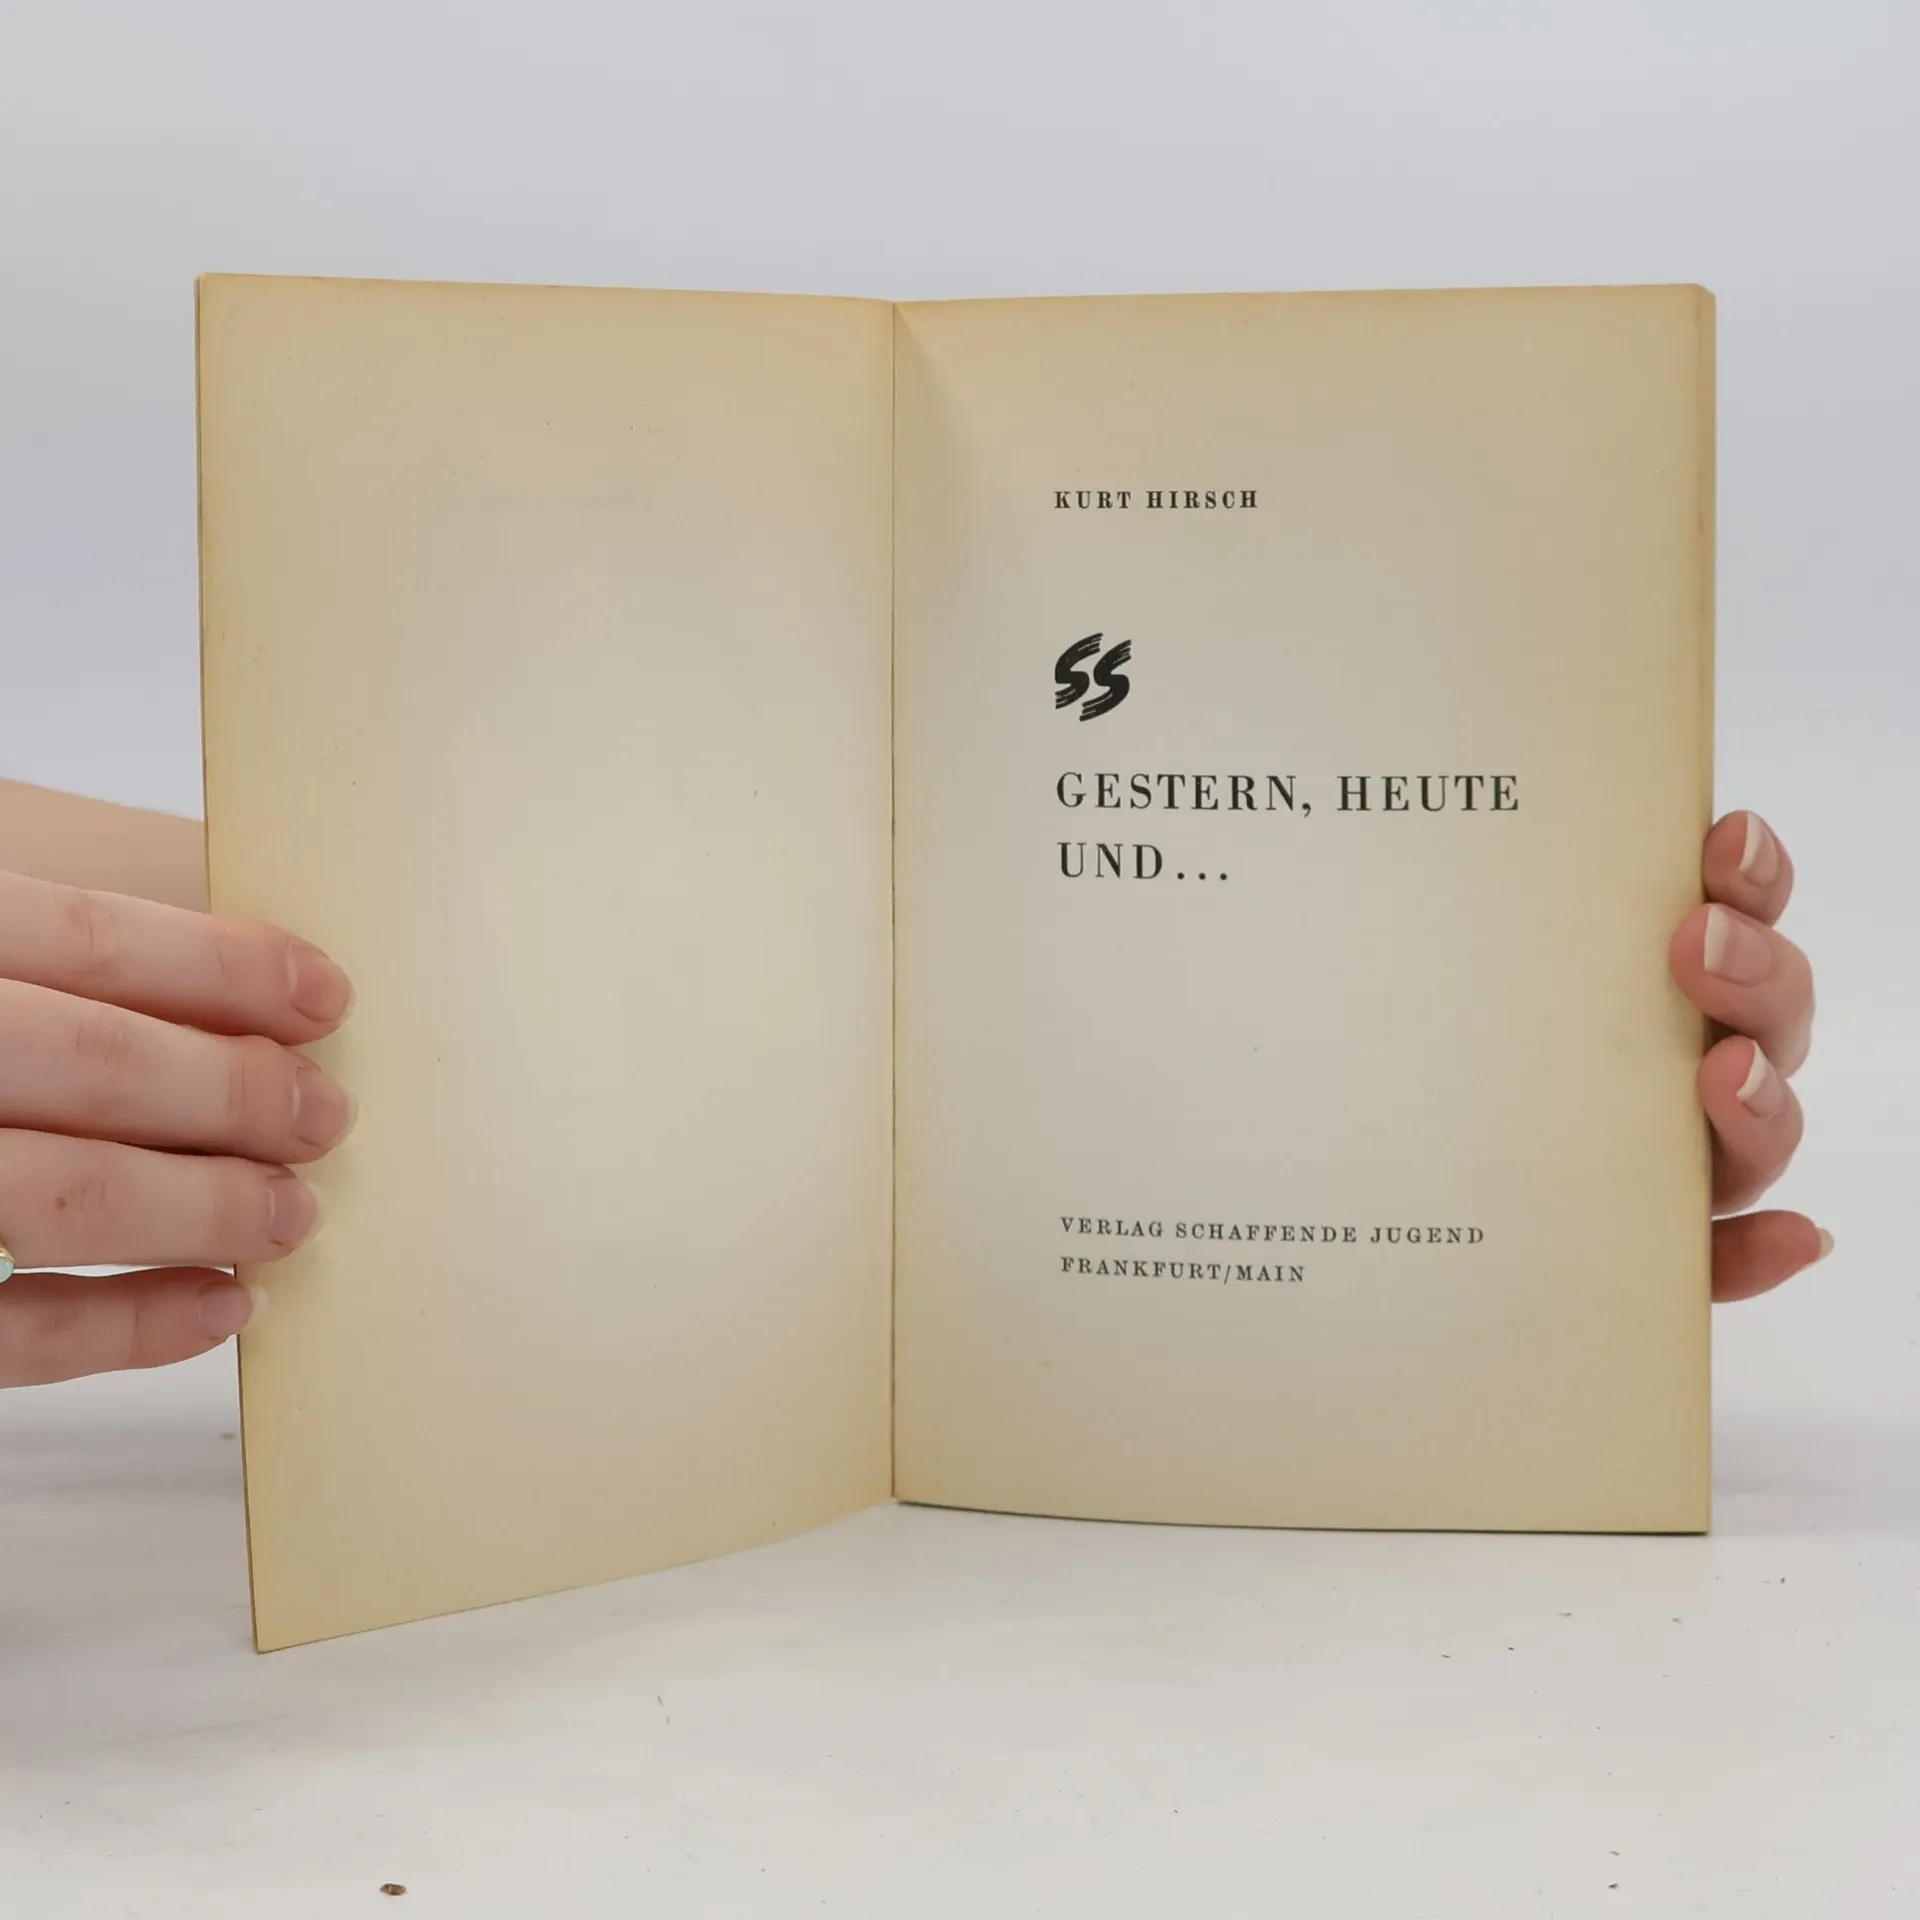 KURT HIRSCH
SS
GESTERN, HEUTE
UND...
VERLAG SCHAFFENDE JUGEND
FRANKFURT/MAIN